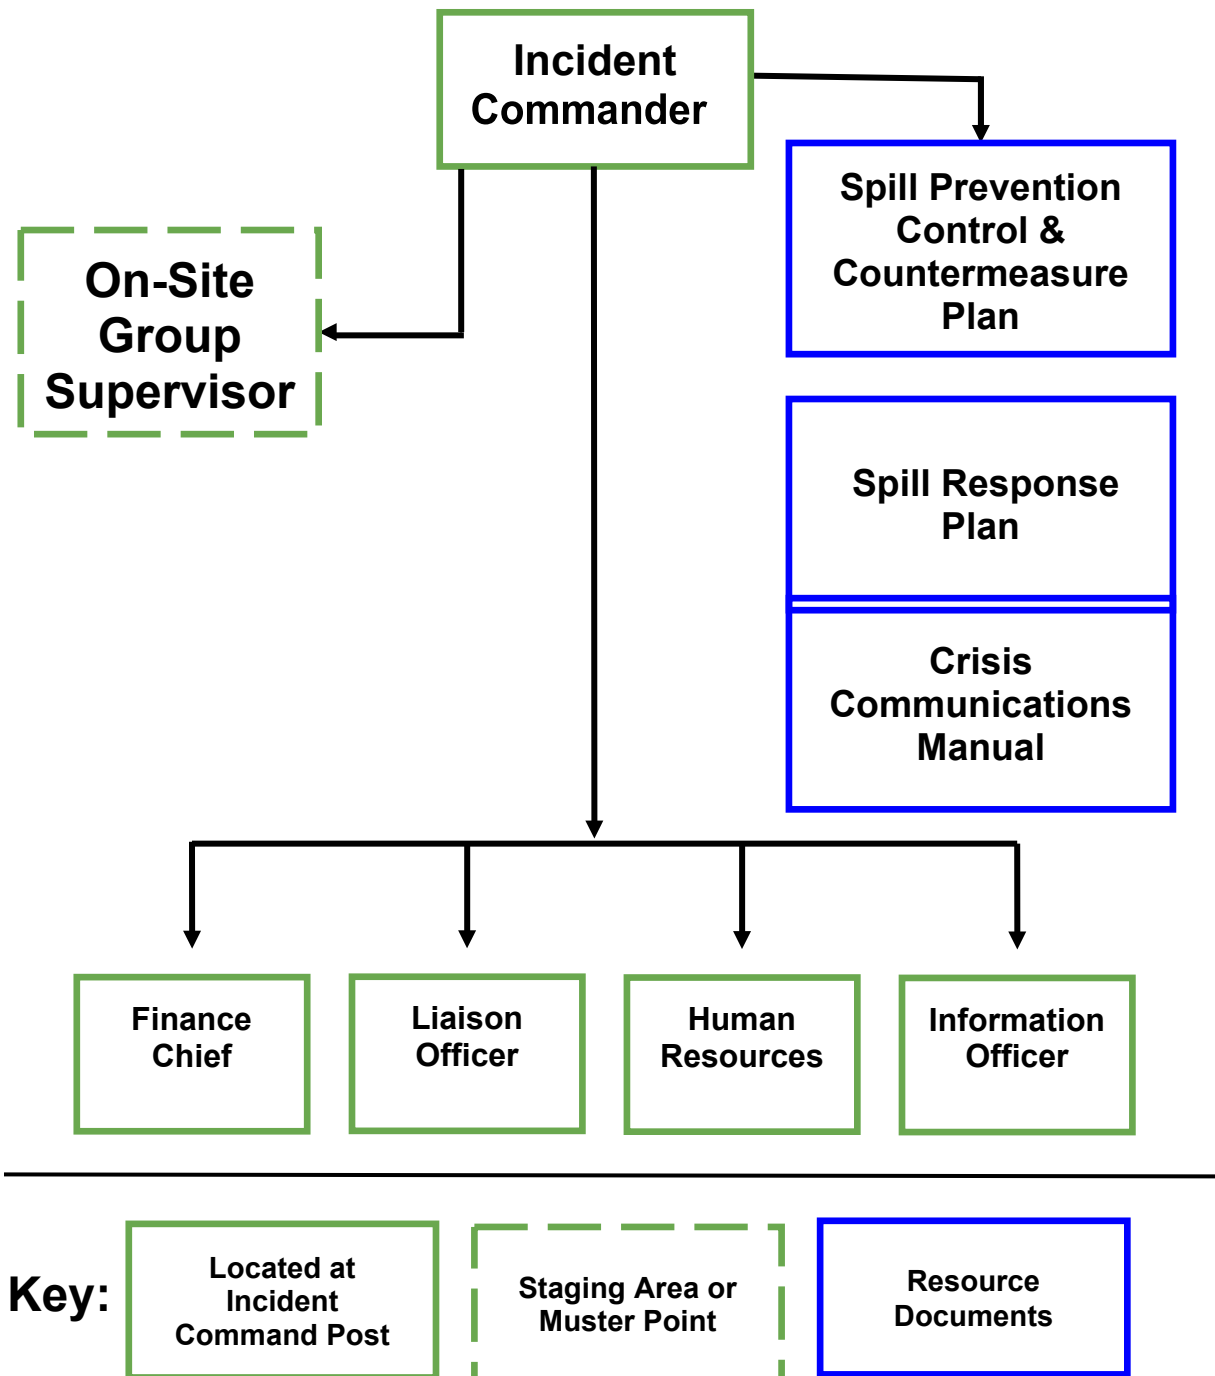 Incident
Commander
Spill Prevention
Control &
Countermeasure
Plan
On-Site
Group
Supervisor
Spill Response
Plan
Crisis
Communications
Manual
Finance
Chief
Liaison
Officer
Human
Resources
Information
Officer
Key:
Located at
Incident
Command Post
Staging Area or
Muster Point
Resource
Documents